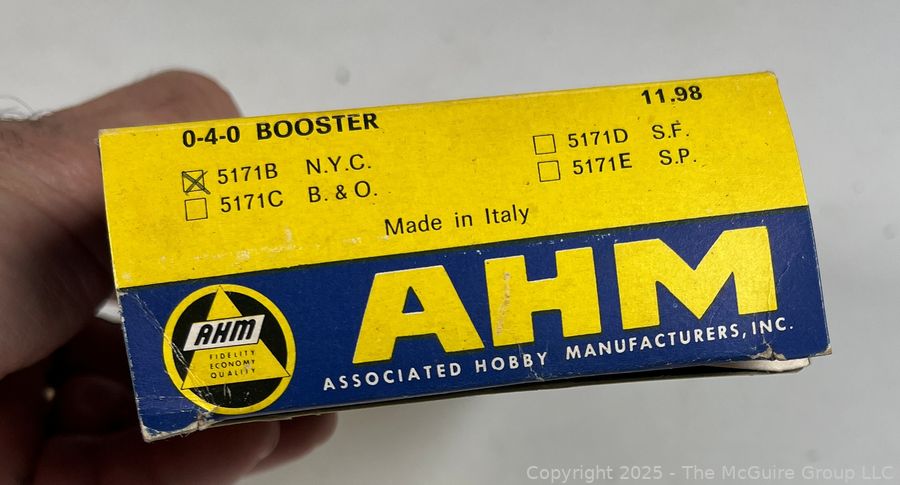 0-4-0 BOOSTER
11.98
5171B N.Y.C.
5171C B. & O.
5171D S.F.
5171E S.P.
Made in Italy
AHM
ASSOCIATED HOBBY MANUFACTURERS, INC.
AHM
FIDELITY
ECONOMY
QUALITY
Copyright 2025 - The McGuire Group LLC